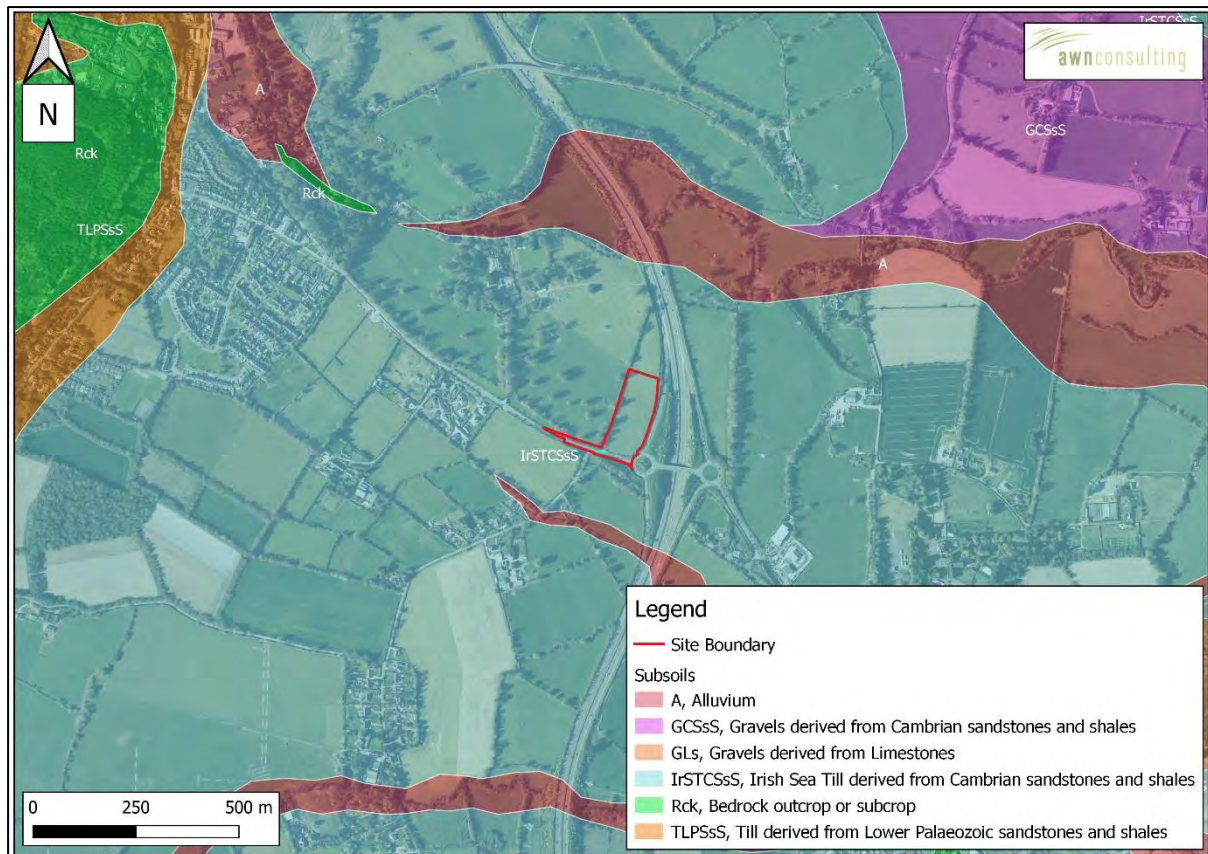 IrSTCSsS
awnconsulting
N
A
GCSsS
Rck
Rck
TLPSsS
A
IrSTCSsS
Legend
Site Boundary
Subsoils
A, Alluvium
GCSsS, Gravels derived from Cambrian sandstones and shales
GLs, Gravels derived from Limestones
IrSTCSsS, Irish Sea Till derived from Cambrian sandstones and shales
Rck, Bedrock outcrop or subcrop
TLPSsS, Till derived from Lower Palaeozoic sandstones and shales
0 250 500 m